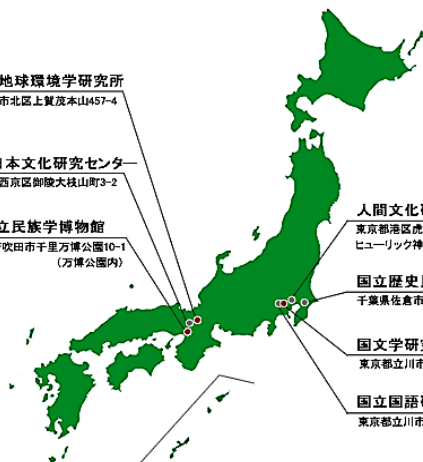 地球環境学研究所
市北区上賀茂本山457-4
本文化研究センター
西京区御陵大枝山町3-2
立民族学博物館
吹田市千里万博公園10-1
(万博公園内)
人間文化
東京都港区虎
ヒューリック神
国立歴史
千葉県佐倉市
国文学研究
東京都立川市
国立国語
東京都立川市